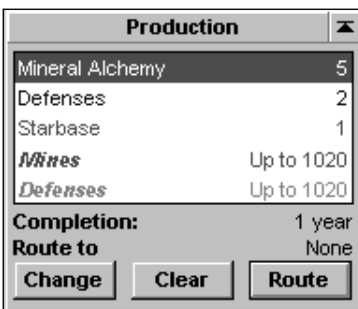 Production
Mineral Alchemy 5
Defenses 2
Starbase 1
Mines Up to 1020
Defenses Up to 1020
Completion: 1 year
Route to None
Change Clear Route